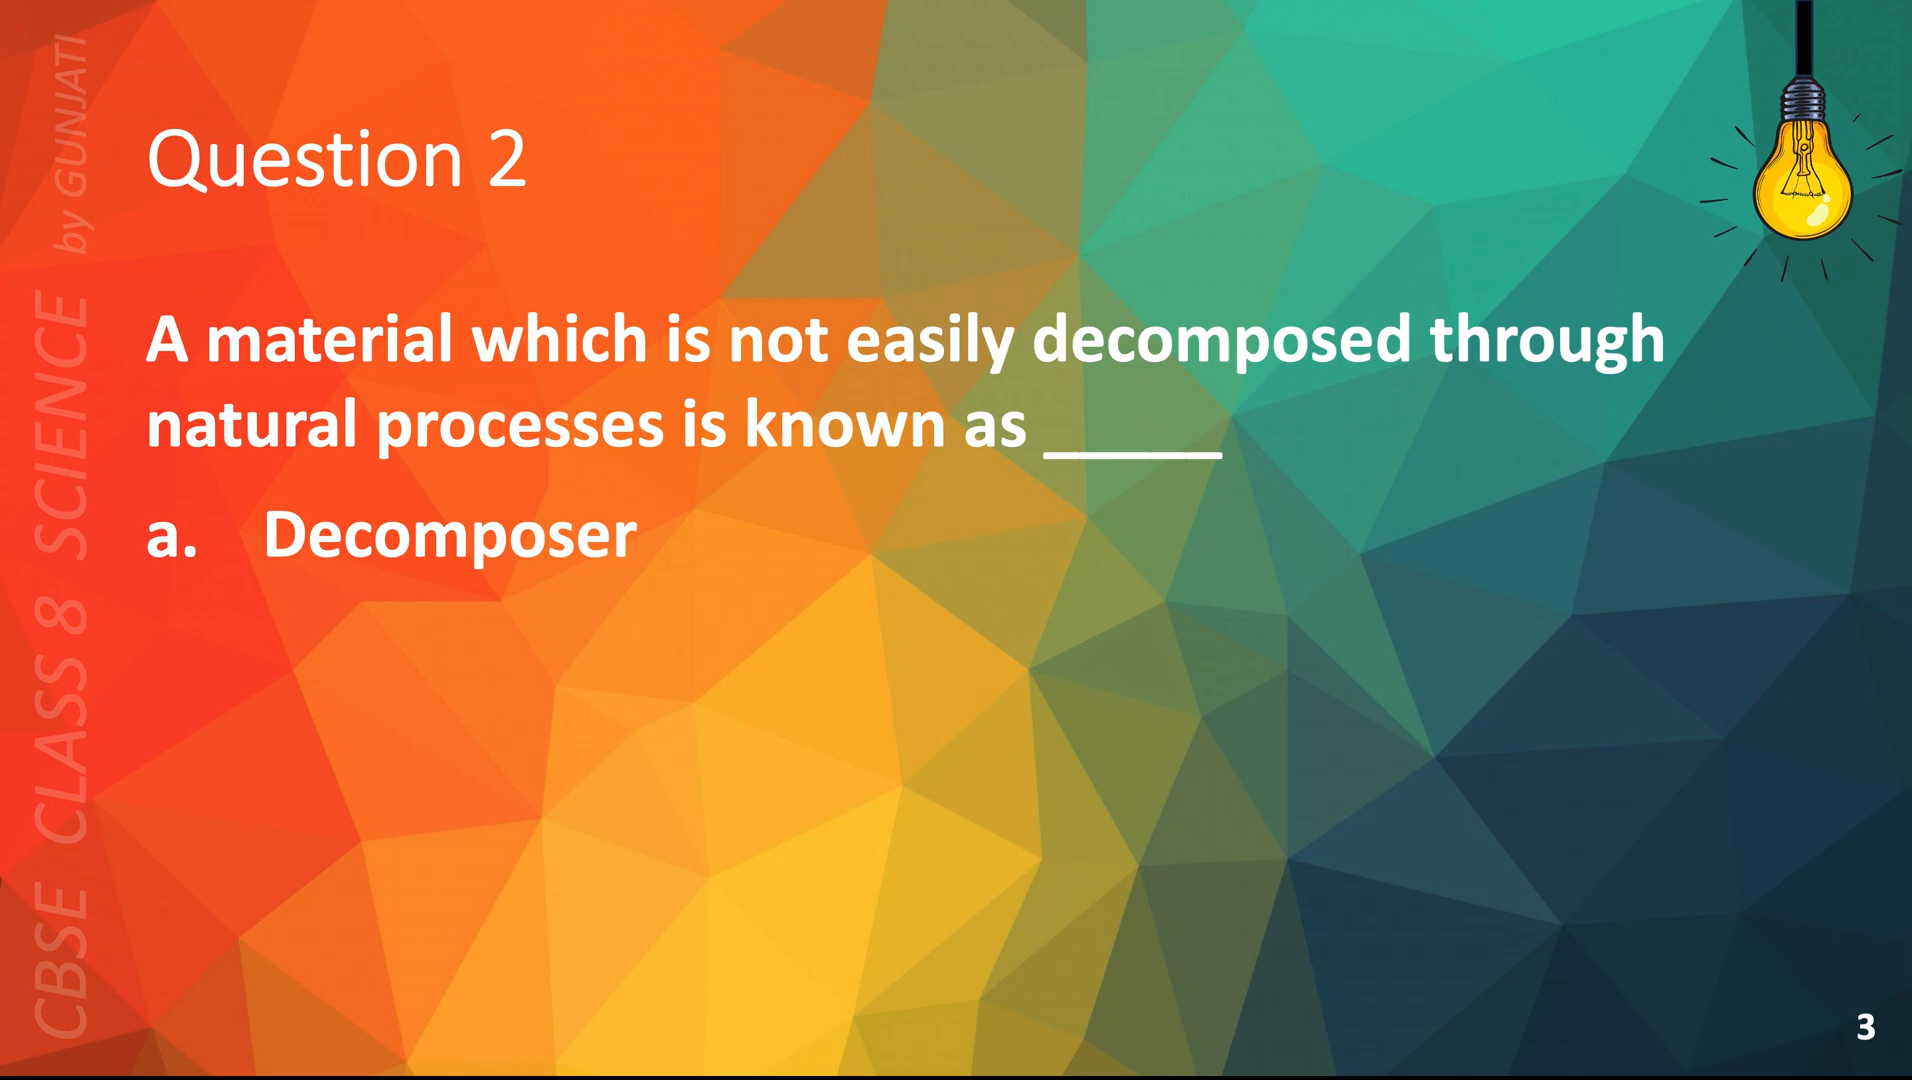 CBSE CLASS 8 SCIENCE by GUNJATI
Question 2
A material which is not easily decomposed through
natural processes is known as ______
a. Decomposer
3